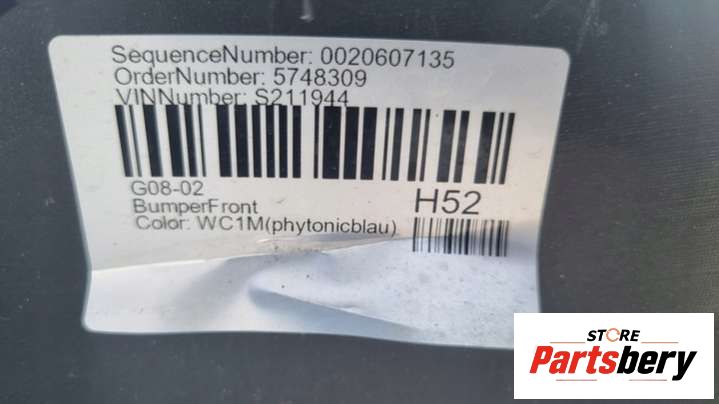 SequenceNumber: 0020607135
OrderNumber: 5748309
VINNumber: S211944
G08-02
BumperFront
H52
Color: WC1M(phytonicblau)
STORE
Partsbery